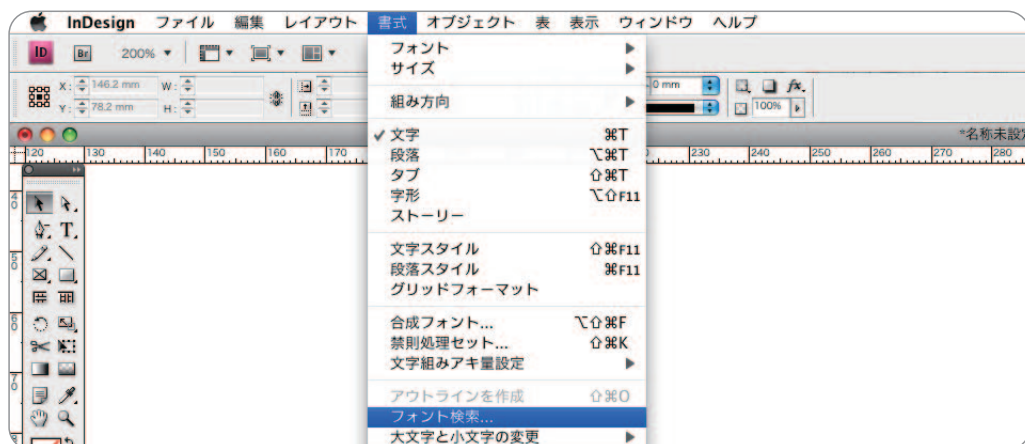 InDesign ファイル 編集 レイアウト 書式 オブジェクト 表 表示 ウィンドウ ヘルプ
ID Br 200%
X: 146.2 mm W: 0 mm fx.
Y: 78.2 mm H: 100%
*名称未設定
120 130 140 150 160 170 230 240 250 260 270 280
40
50
60
70
T.
フォント
サイズ
組み方向
✓ 文字 ⌘T
段落 ⌥⌘T
タブ ⇧⌘T
字形 ⌥⇧F11
ストーリー
文字スタイル ⇧⌘F11
段落スタイル ⌘F11
グリッドフォーマット
合成フォント... ⌥⇧⌘F
禁則処理セット... ⇧⌘K
文字組みアキ量設定
アウトラインを作成 ⇧⌘O
フォント検索...
大文字と小文字の変更